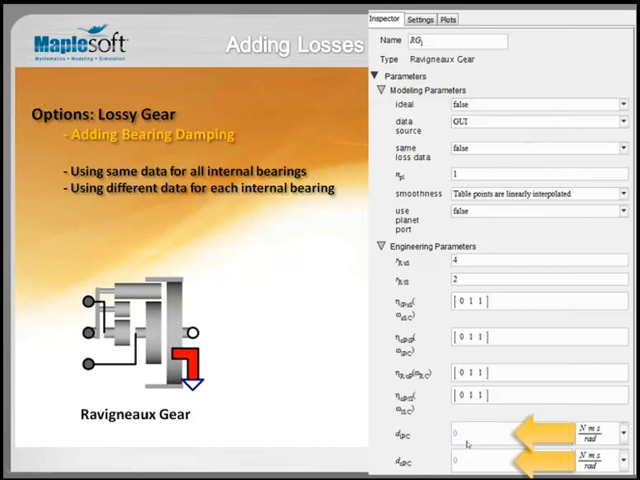 Maplesoft
Mathematics • Modeling • Simulation
Adding Losses
Options: Lossy Gear
- Adding Bearing Damping
- Using same data for all internal bearings
- Using different data for each internal bearing
Ravigneaux Gear
Inspector Settings Plots
Name RG1
Type Ravigneaux Gear
Parameters
Modeling Parameters
ideal false
data source GUI
same loss data false
1
smoothness Table points are linearly interpolated
use planet port false
Engineering Parameters
4
2
[ 0 1 1 ]
[ 0 1 1 ]
[ 0 1 1 ]
[ 0 1 1 ]
0 N m s / rad
0 N m s / rad